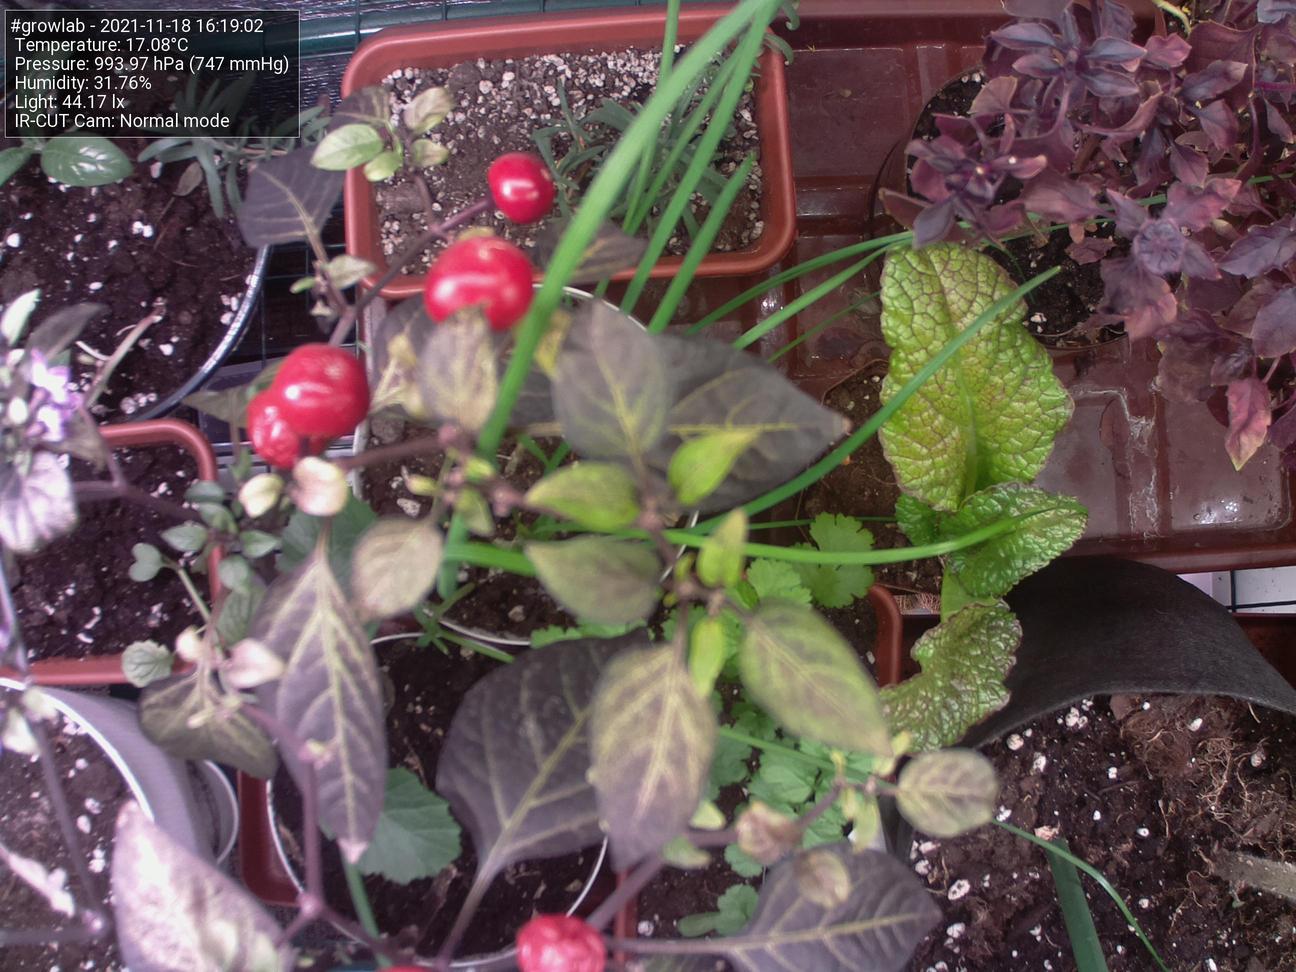 #growlab - 2021-11-18 16:19:02
Temperature: 17.08°C
Pressure: 993.97 hPa (747 mmHg)
Humidity: 31.76%
Light: 44.17 lx
IR-CUT Cam: Normal mode